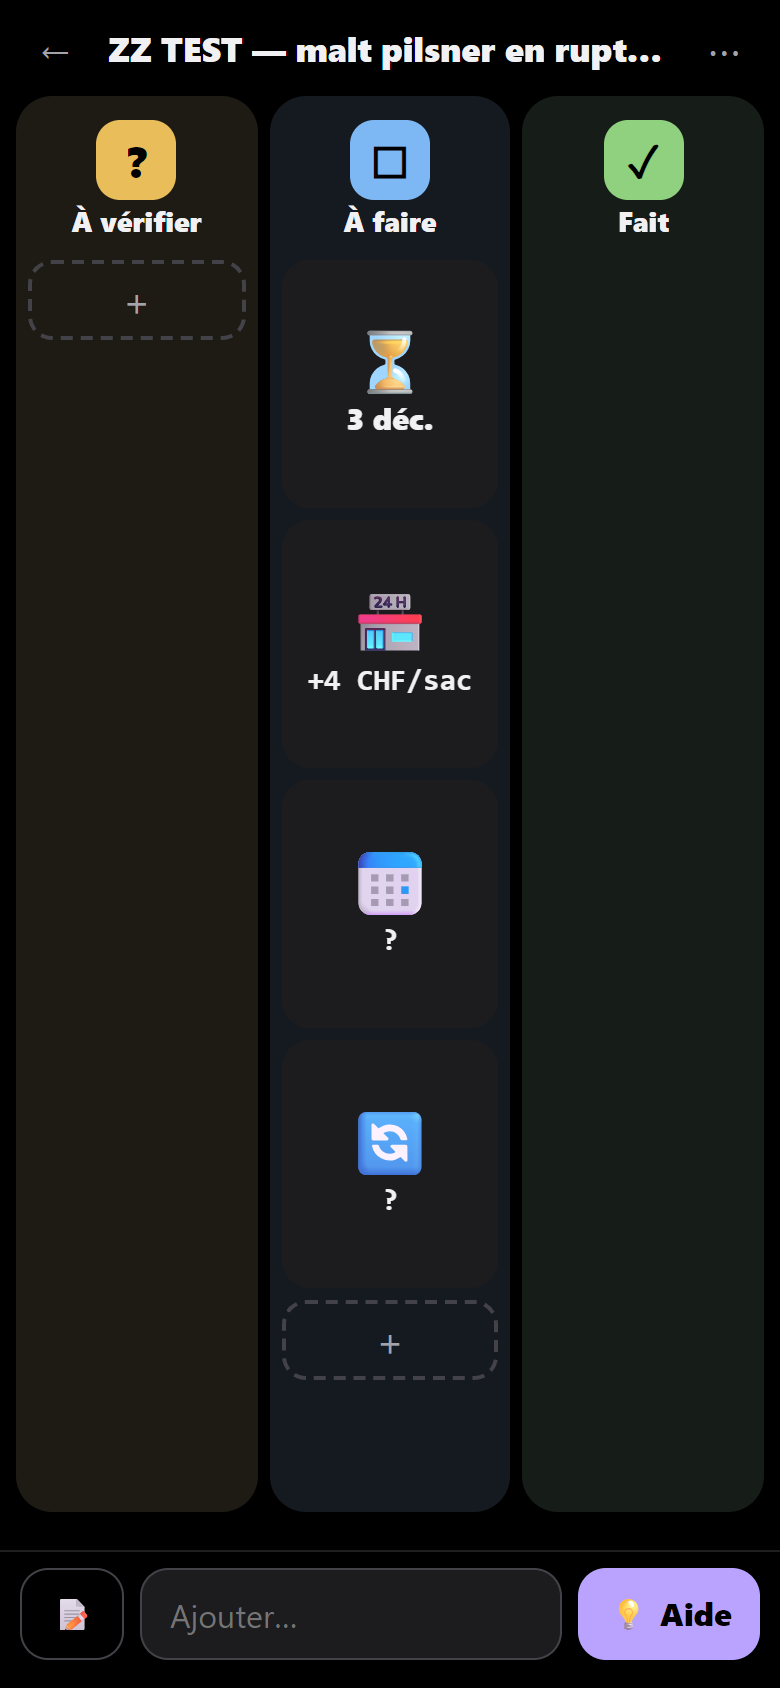 ← ZZ TEST — malt pilsner en rupt... ...
?
À vérifier
+
À faire
3 déc.
24 H
+4 CHF/sac
?
?
+
✓
Fait
Ajouter...
Aide